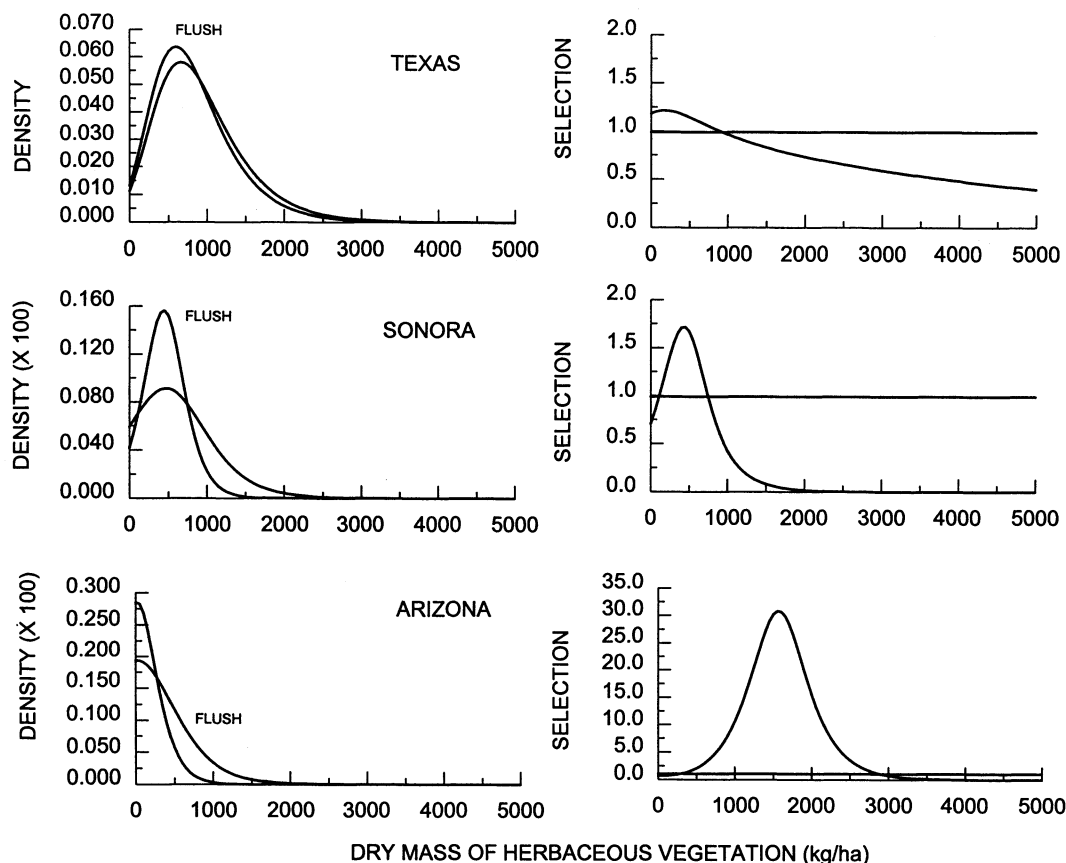 0.070
0.060
0.050
0.040
0.030
0.020
0.010
0.000
DENSITY
FLUSH
TEXAS
0 1000 2000 3000 4000 5000
2.0
1.5
1.0
0.5
0.0
SELECTION
0 1000 2000 3000 4000 5000
0.160
0.120
0.080
0.040
0.000
DENSITY (X 100)
FLUSH
SONORA
0 1000 2000 3000 4000 5000
2.0
1.5
1.0
0.5
0.0
SELECTION
0 1000 2000 3000 4000 5000
0.300
0.250
0.200
0.150
0.100
0.050
0.000
DENSITY (X 100)
FLUSH
ARIZONA
0 1000 2000 3000 4000 5000
35.0
30.0
25.0
20.0
15.0
10.0
5.0
0.0
SELECTION
0 1000 2000 3000 4000 5000
DRY MASS OF HERBACEOUS VEGETATION (kg/ha)